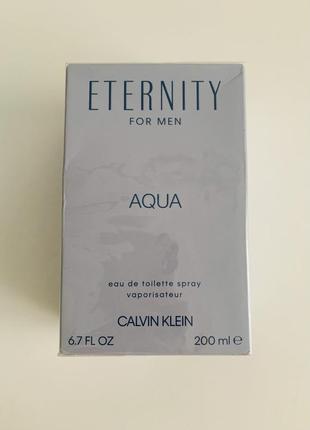 ETERNITY
FOR MEN
AQUA
eau de toilette spray
vaporisateur
CALVIN KLEIN
6.7 FL OZ 200 ml ℮